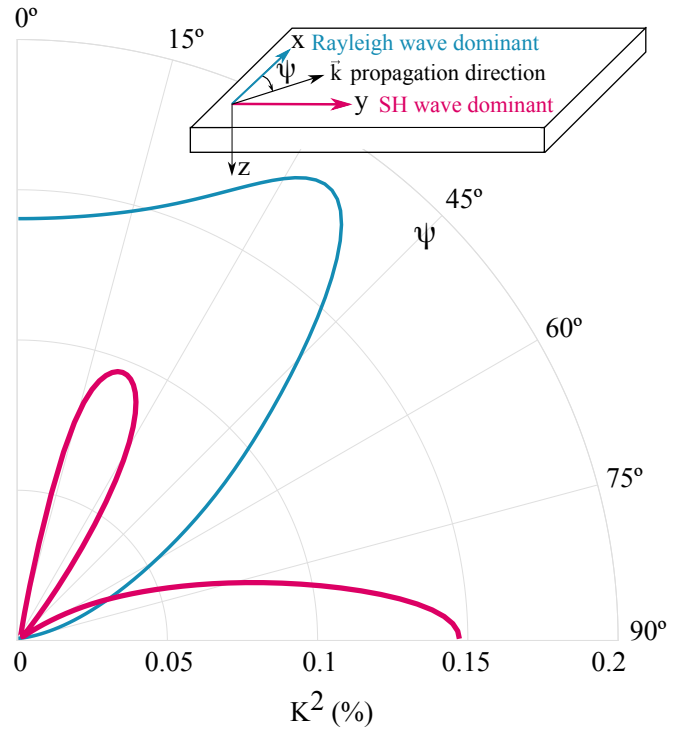 0º
15º
x Rayleigh wave dominant
ψ
k⃗ propagation direction
y SH wave dominant
z
45º
ψ
60º
75º
90º
0 0.05 0.1 0.15 0.2
K² (%)